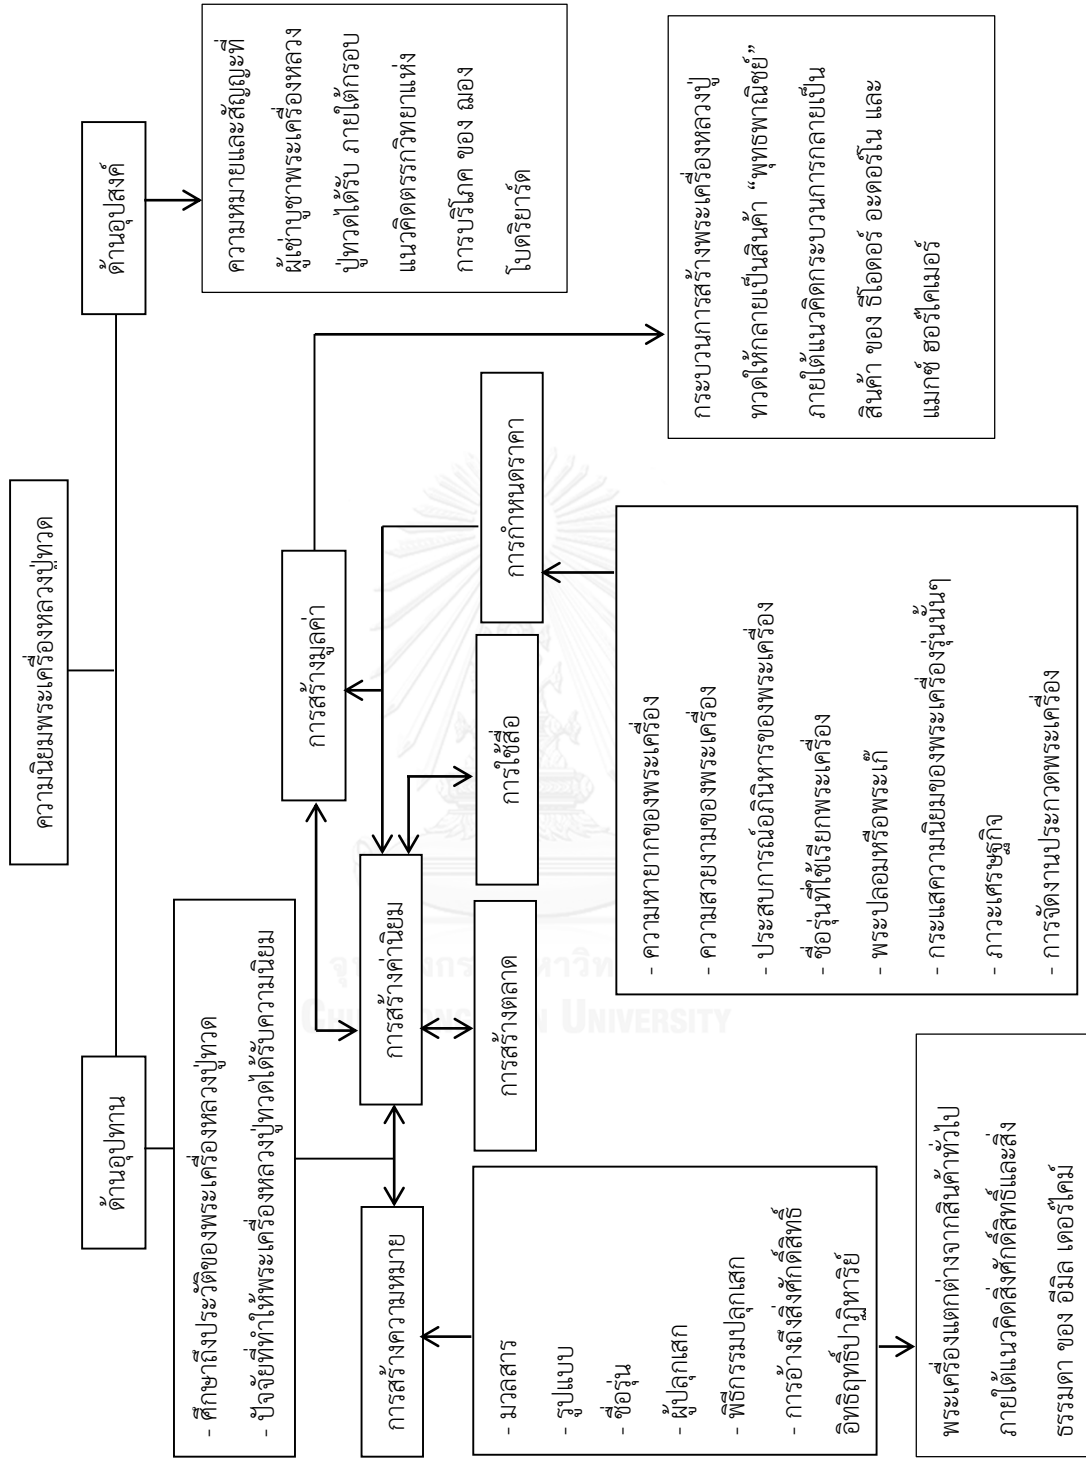 ความนิยมพระเครื่องหลวงปู่ทวด
ด้านอุปทาน
ด้านอุปสงค์
- ศึกษาถึงประวัติของพระเครื่องหลวงปู่ทวด
- ปัจจัยที่ทำให้พระเครื่องหลวงปู่ทวดได้รับความนิยม
ความหมายและสัญญะที่
ผู้เช่าบูชาพระเครื่องหลวง
ปู่ทวดได้รับ ภายใต้กรอบ
แนวคิดตรรกวิทยาแห่ง
การบริโภค ของ ฌอง
โบดริยาร์ด
การสร้างมูลค่า
การสร้างความหมาย
การสร้างค่านิยม
การสร้างตลาด
การใช้สื่อ
การกำหนดราคา
- มวลสาร
- รูปแบบ
- ชื่อรุ่น
- ผู้ปลุกเสก
- พิธีกรรมปลุกเสก
- การอ้างถึงสิ่งศักดิ์สิทธิ์
อิทธิฤทธิ์ปาฏิหาริย์
- ความหายากของพระเครื่อง
- ความสวยงามของพระเครื่อง
- ประสบการณ์อภินิหารของพระเครื่อง
- ชื่อรุ่นที่ใช้เรียกพระเครื่อง
- พระปลอมหรือพระเก๊
- กระแสความนิยมของพระเครื่องรุ่นนั้นๆ
- ภาวะเศรษฐกิจ
- การจัดงานประกวดพระเครื่อง
กระบวนการสร้างพระเครื่องหลวงปู่
ทวดให้กลายเป็นสินค้า “พุทธพาณิชย์”
ภายใต้แนวคิดกระบวนการกลายเป็น
สินค้า ของ ธีโอดอร์ อะดอร์โน และ
แมกซ์ ฮอร์ไคเมอร์
พระเครื่องแตกต่างจากสินค้าทั่วไป
ภายใต้แนวคิดสิ่งศักดิ์สิทธิ์และสิ่ง
ธรรมดา ของ อีมิล เดอร์ไคม์
UNIVERSITY